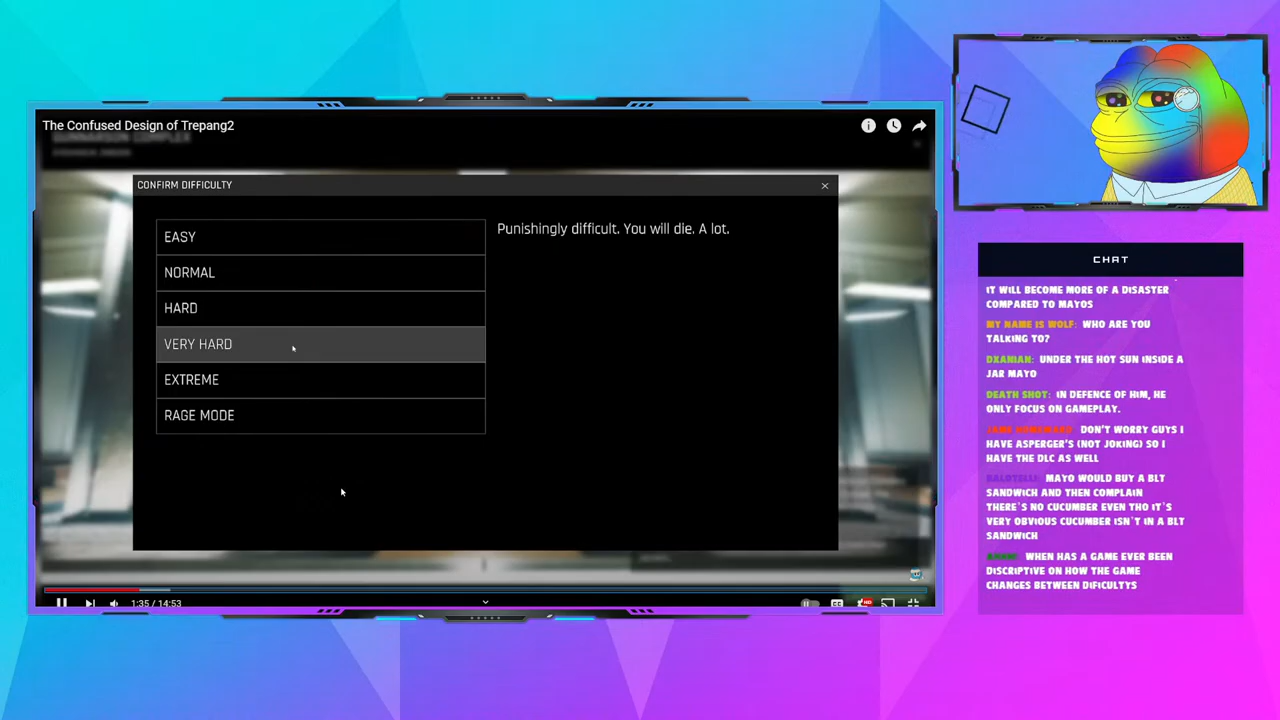 The Confused Design of Trepang2
CONFIRM DIFFICULTY
EASY
NORMAL
HARD
VERY HARD
EXTREME
RAGE MODE
Punishingly difficult. You will die. A lot.
1:35 / 14:53
CC
HD
CHAT
IT WILL BECOME MORE OF A DISASTER
COMPARED TO MAYOS
MY NAME IS WOLF: WHO ARE YOU
TALKING TO?
DXANIAN: UNDER THE HOT SUN INSIDE A
JAR MAYO
DEATH SHOT: IN DEFENCE OF HIM, HE
ONLY FOCUS ON GAMEPLAY.
DON'T WORRY GUYS I
HAVE ASPERGER'S (NOT JOKING) SO I
HAVE THE DLC AS WELL
BALOTELLI: MAYO WOULD BUY A BLT
SANDWICH AND THEN COMPLAIN
THERE'S NO CUCUMBER EVEN THO IT'S
VERY OBVIOUS CUCUMBER ISN'T IN A BLT
SANDWICH
WHEN HAS A GAME EVER BEEN
DISCRIPTIVE ON HOW THE GAME
CHANGES BETWEEN DIFICULTYS